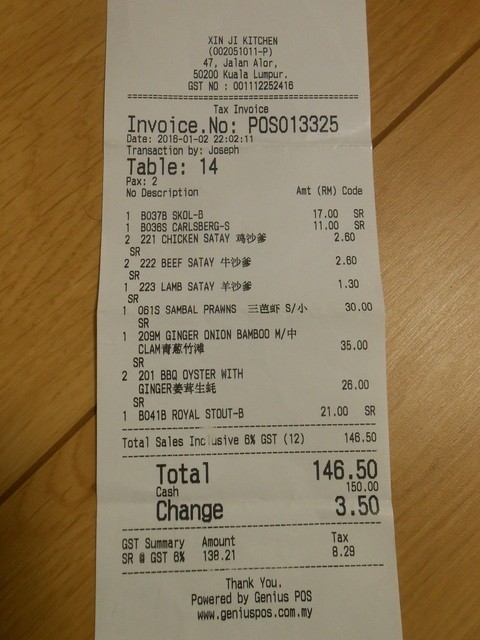 XIN JI KITCHEN
(002051011-P)
47, Jalan Alor,
50200 Kuala Lumpur.
GST NO : 001112252416
Tax Invoice
Invoice.No: POS013325
Date: 2016-01-02 22:02:11
Transaction by: Joseph
Table: 14
Pax: 2
No Description Amt (RM) Code
1 B037B SKOL-B 17.00 SR
1 B036S CARLSBERG-S 11.00 SR
2 221 CHICKEN SATAY 鸡沙爹 2.60
SR
2 222 BEEF SATAY 牛沙爹 2.60
SR
1 223 LAMB SATAY 羊沙爹 1.30
SR
1 061S SAMBAL PRAWNS 三芭虾 S/小 30.00
SR
1 209M GINGER ONION BAMBOO M/中
CLAM青葱竹滩 35.00
SR
2 201 BBQ OYSTER WITH
GINGER姜茸生蚝 26.00
SR
1 B041B ROYAL STOUT-B 21.00 SR
Total Sales Inclusive 6% GST (12) 146.50
Total 146.50
Cash 150.00
Change 3.50
GST Summary Amount Tax
SR @ GST 6% 138.21 8.29
Thank You.
Powered by Genius POS
www.geniuspos.com.my